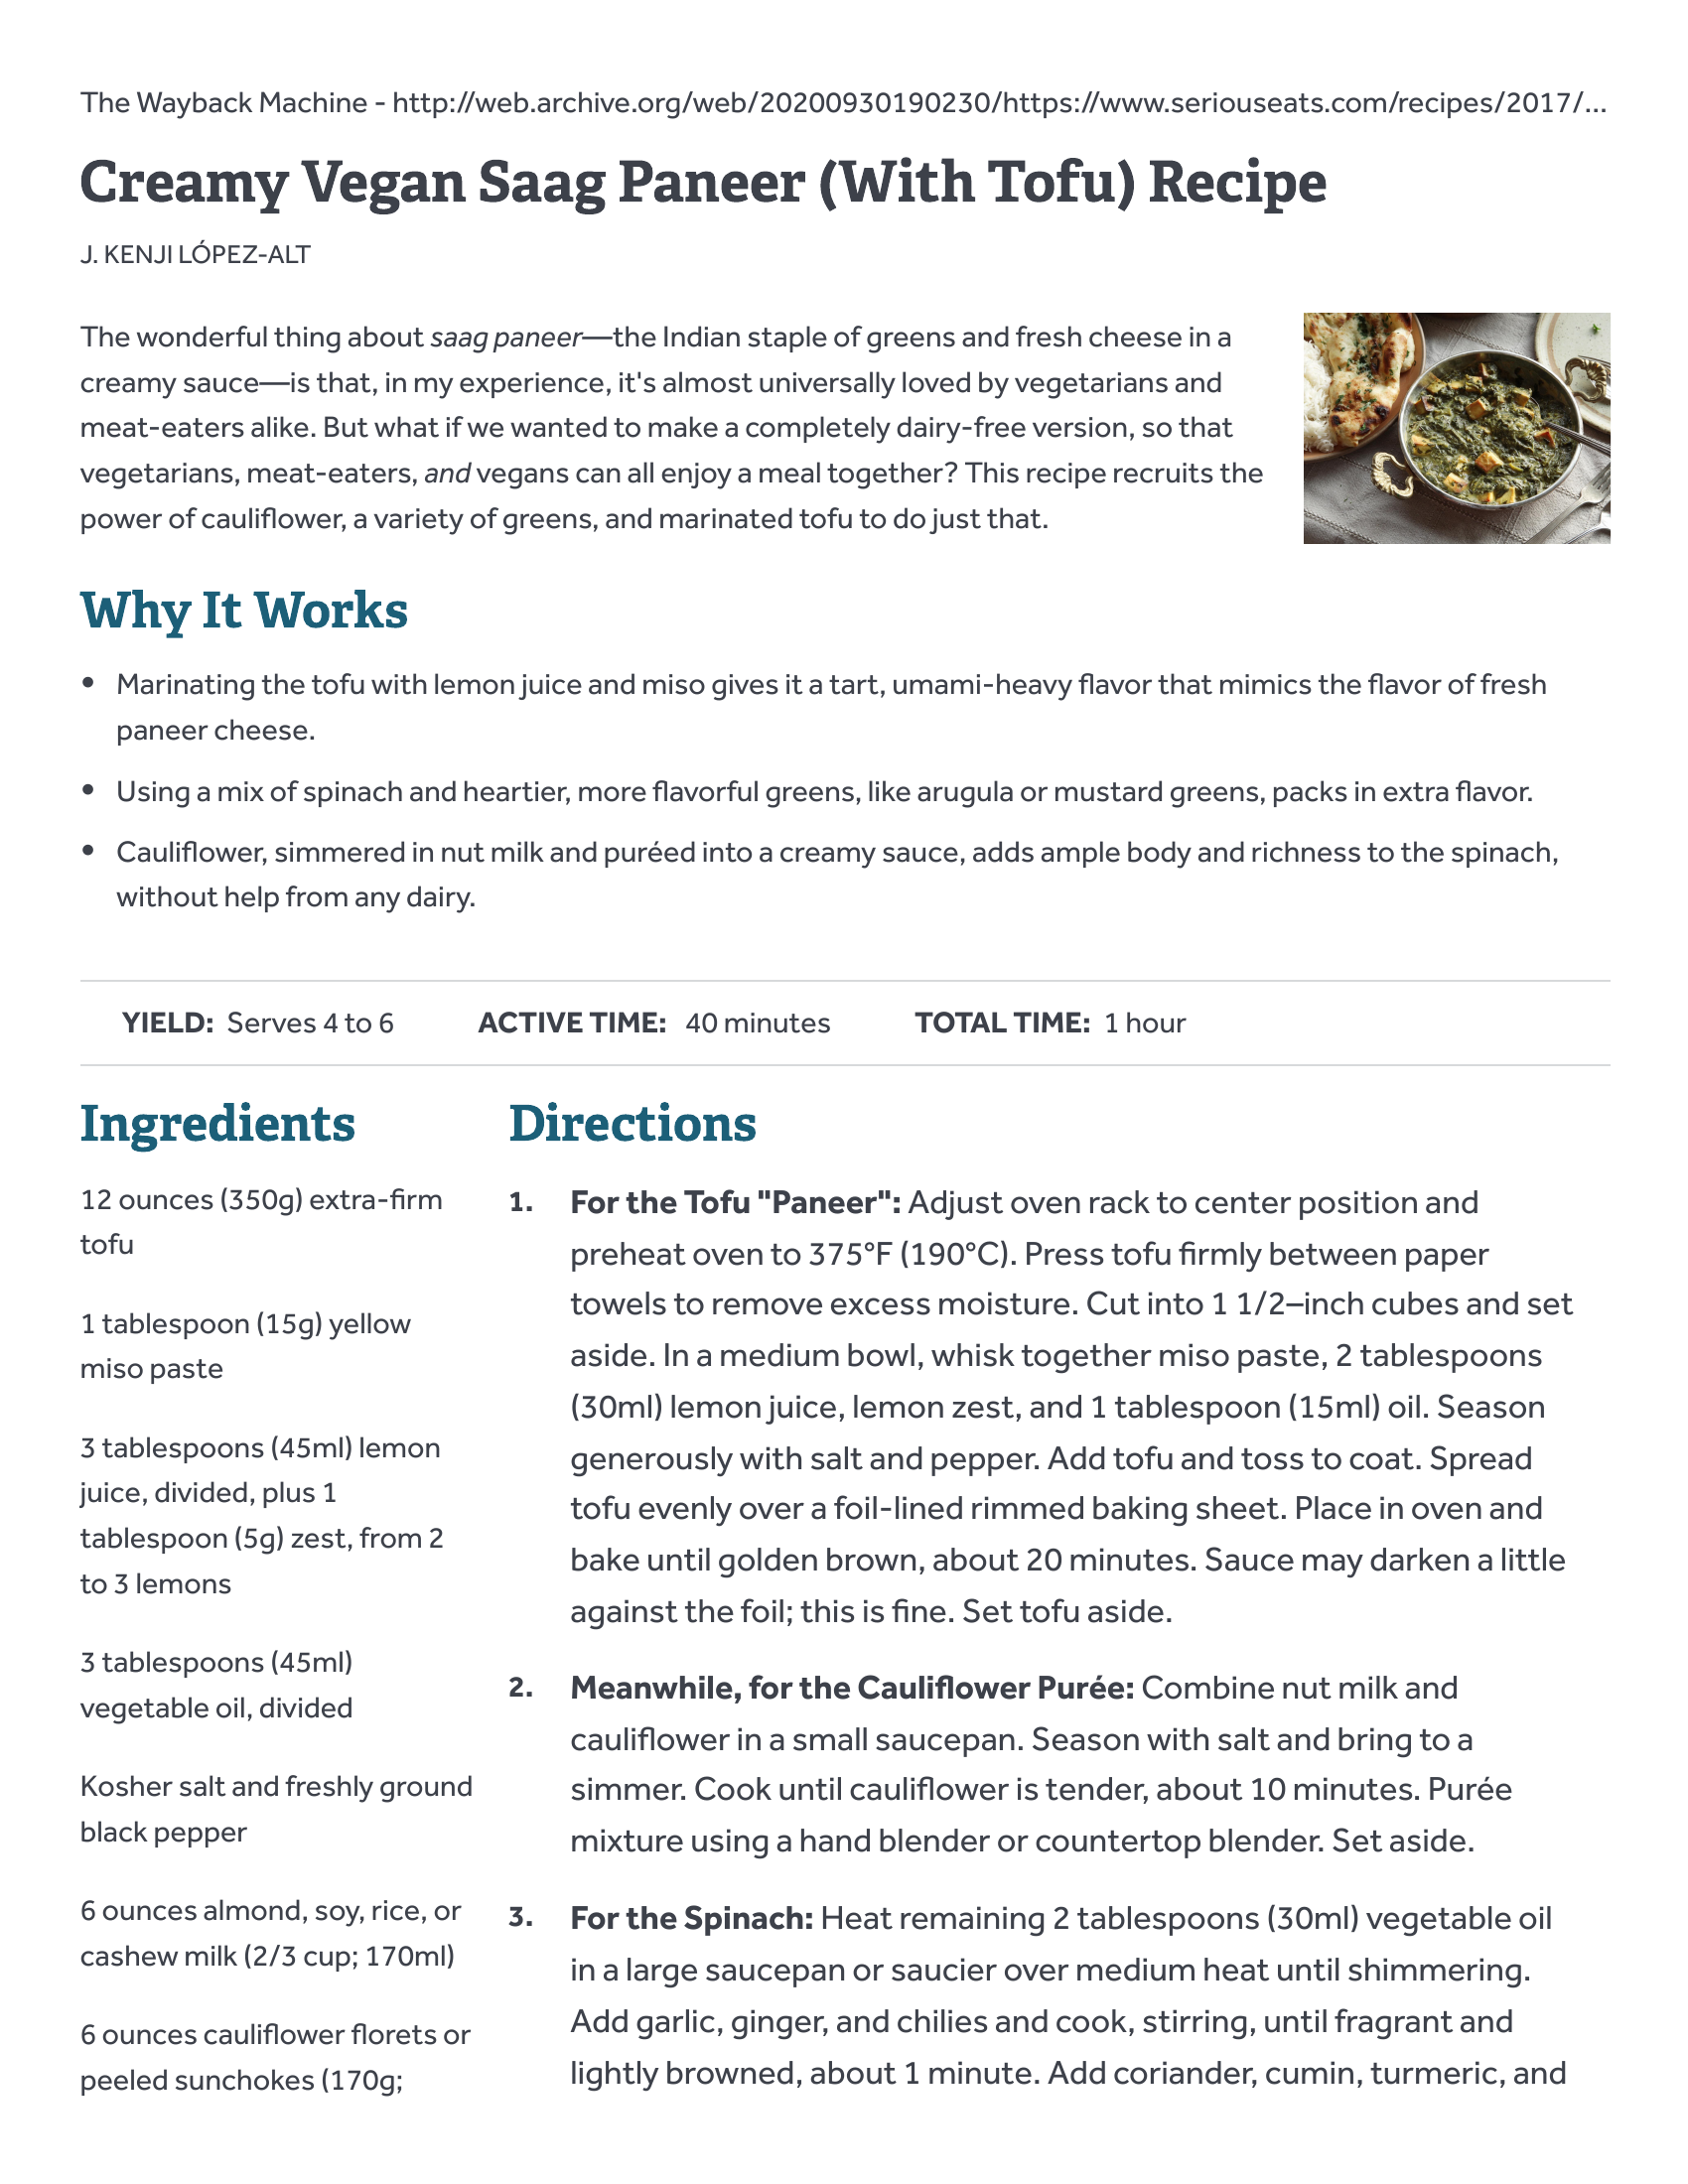 The Wayback Machine - http://web.archive.org/web/20200930190230/https://www.seriouseats.com/recipes/2017/...
Creamy Vegan Saag Paneer (With Tofu) Recipe
J. KENJI LÓPEZ-ALT
The wonderful thing about saag paneer—the Indian staple of greens and fresh cheese in a
creamy sauce—is that, in my experience, it's almost universally loved by vegetarians and
meat-eaters alike. But what if we wanted to make a completely dairy-free version, so that
vegetarians, meat-eaters, and vegans can all enjoy a meal together? This recipe recruits the
power of cauliflower, a variety of greens, and marinated tofu to do just that.
Why It Works
• Marinating the tofu with lemon juice and miso gives it a tart, umami-heavy flavor that mimics the flavor of fresh
paneer cheese.
• Using a mix of spinach and heartier, more flavorful greens, like arugula or mustard greens, packs in extra flavor.
• Cauliflower, simmered in nut milk and puréed into a creamy sauce, adds ample body and richness to the spinach,
without help from any dairy.
YIELD: Serves 4 to 6 ACTIVE TIME: 40 minutes TOTAL TIME: 1 hour
Ingredients
12 ounces (350g) extra-firm
tofu
1 tablespoon (15g) yellow
miso paste
3 tablespoons (45ml) lemon
juice, divided, plus 1
tablespoon (5g) zest, from 2
to 3 lemons
3 tablespoons (45ml)
vegetable oil, divided
Kosher salt and freshly ground
black pepper
6 ounces almond, soy, rice, or
cashew milk (2/3 cup; 170ml)
6 ounces cauliflower florets or
peeled sunchokes (170g;
Directions
1. For the Tofu "Paneer": Adjust oven rack to center position and
preheat oven to 375°F (190°C). Press tofu firmly between paper
towels to remove excess moisture. Cut into 1 1/2–inch cubes and set
aside. In a medium bowl, whisk together miso paste, 2 tablespoons
(30ml) lemon juice, lemon zest, and 1 tablespoon (15ml) oil. Season
generously with salt and pepper. Add tofu and toss to coat. Spread
tofu evenly over a foil-lined rimmed baking sheet. Place in oven and
bake until golden brown, about 20 minutes. Sauce may darken a little
against the foil; this is fine. Set tofu aside.
2. Meanwhile, for the Cauliflower Purée: Combine nut milk and
cauliflower in a small saucepan. Season with salt and bring to a
simmer. Cook until cauliflower is tender, about 10 minutes. Purée
mixture using a hand blender or countertop blender. Set aside.
3. For the Spinach: Heat remaining 2 tablespoons (30ml) vegetable oil
in a large saucepan or saucier over medium heat until shimmering.
Add garlic, ginger, and chilies and cook, stirring, until fragrant and
lightly browned, about 1 minute. Add coriander, cumin, turmeric, and